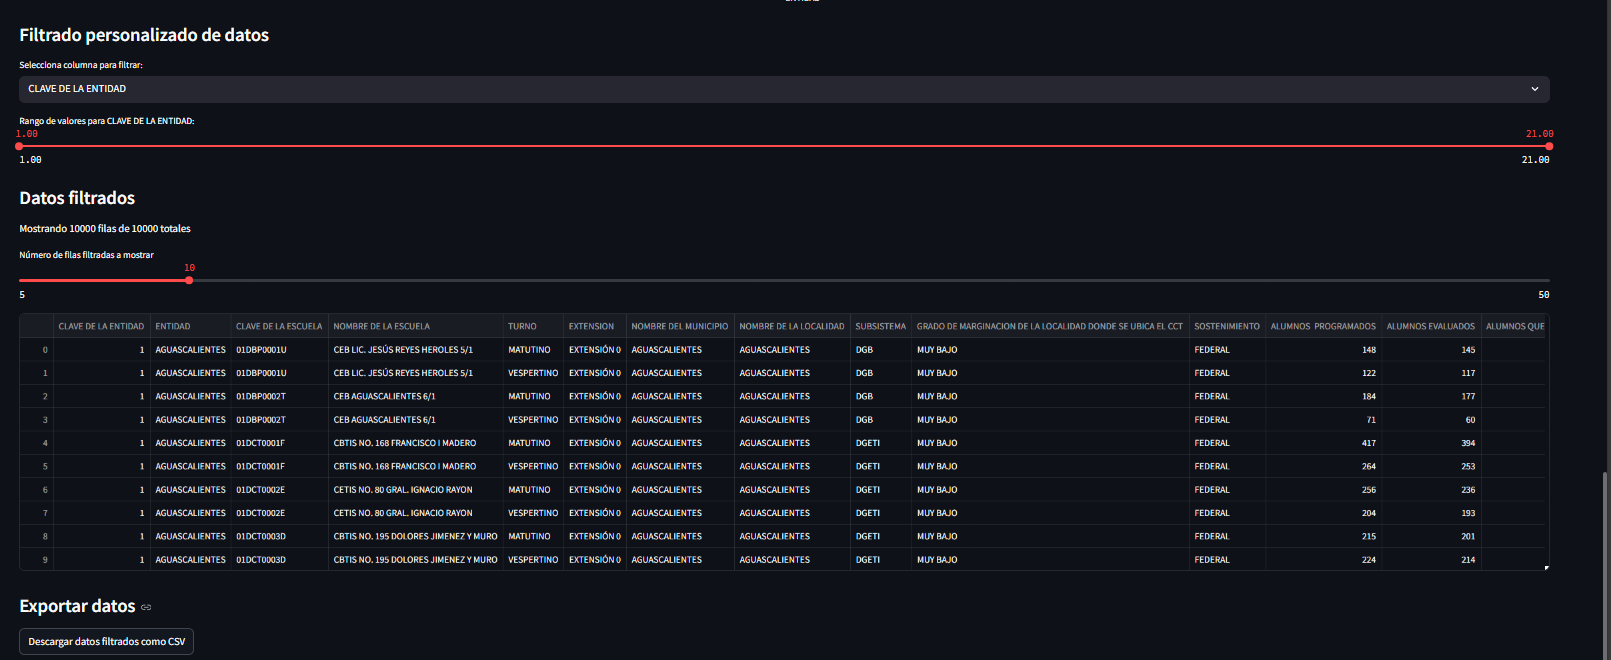 Filtrado personalizado de datos
Selecciona columna para filtrar:
CLAVE DE LA ENTIDAD
Rango de valores para CLAVE DE LA ENTIDAD:
1.00 21.00
1.00 21.00
Datos filtrados
Mostrando 10000 filas de 10000 totales
Número de filas filtradas a mostrar
10
5 50
CLAVE DE LA ENTIDAD ENTIDAD CLAVE DE LA ESCUELA NOMBRE DE LA ESCUELA TURNO EXTENSION NOMBRE DEL MUNICIPIO NOMBRE DE LA LOCALIDAD SUBSISTEMA GRADO DE MARGINACION DE LA LOCALIDAD DONDE SE UBICA EL CCT SOSTENIMIENTO ALUMNOS PROGRAMADOS ALUMNOS EVALUADOS ALUMNOS QUE
0 1 AGUASCALIENTES 01DBP0001U CEB LIC. JESÚS REYES HEROLES 5/1 MATUTINO EXTENSIÓN 0 AGUASCALIENTES AGUASCALIENTES DGB MUY BAJO FEDERAL 148 145
1 1 AGUASCALIENTES 01DBP0001U CEB LIC. JESÚS REYES HEROLES 5/1 VESPERTINO EXTENSIÓN 0 AGUASCALIENTES AGUASCALIENTES DGB MUY BAJO FEDERAL 122 117
2 1 AGUASCALIENTES 01DBP0002T CEB AGUASCALIENTES 6/1 MATUTINO EXTENSIÓN 0 AGUASCALIENTES AGUASCALIENTES DGB MUY BAJO FEDERAL 184 177
3 1 AGUASCALIENTES 01DBP0002T CEB AGUASCALIENTES 6/1 VESPERTINO EXTENSIÓN 0 AGUASCALIENTES AGUASCALIENTES DGB MUY BAJO FEDERAL 71 60
4 1 AGUASCALIENTES 01DCT0001F CBTIS NO. 168 FRANCISCO I MADERO MATUTINO EXTENSIÓN 0 AGUASCALIENTES AGUASCALIENTES DGETI MUY BAJO FEDERAL 417 394
5 1 AGUASCALIENTES 01DCT0001F CBTIS NO. 168 FRANCISCO I MADERO VESPERTINO EXTENSIÓN 0 AGUASCALIENTES AGUASCALIENTES DGETI MUY BAJO FEDERAL 264 253
6 1 AGUASCALIENTES 01DCT0002E CETIS NO. 80 GRAL. IGNACIO RAYON MATUTINO EXTENSIÓN 0 AGUASCALIENTES AGUASCALIENTES DGETI MUY BAJO FEDERAL 256 236
7 1 AGUASCALIENTES 01DCT0002E CETIS NO. 80 GRAL. IGNACIO RAYON VESPERTINO EXTENSIÓN 0 AGUASCALIENTES AGUASCALIENTES DGETI MUY BAJO FEDERAL 204 193
8 1 AGUASCALIENTES 01DCT0003D CBTIS NO. 195 DOLORES JIMENEZ Y MURO MATUTINO EXTENSIÓN 0 AGUASCALIENTES AGUASCALIENTES DGETI MUY BAJO FEDERAL 215 201
9 1 AGUASCALIENTES 01DCT0003D CBTIS NO. 195 DOLORES JIMENEZ Y MURO VESPERTINO EXTENSIÓN 0 AGUASCALIENTES AGUASCALIENTES DGETI MUY BAJO FEDERAL 224 214
Exportar datos
Descargar datos filtrados como CSV